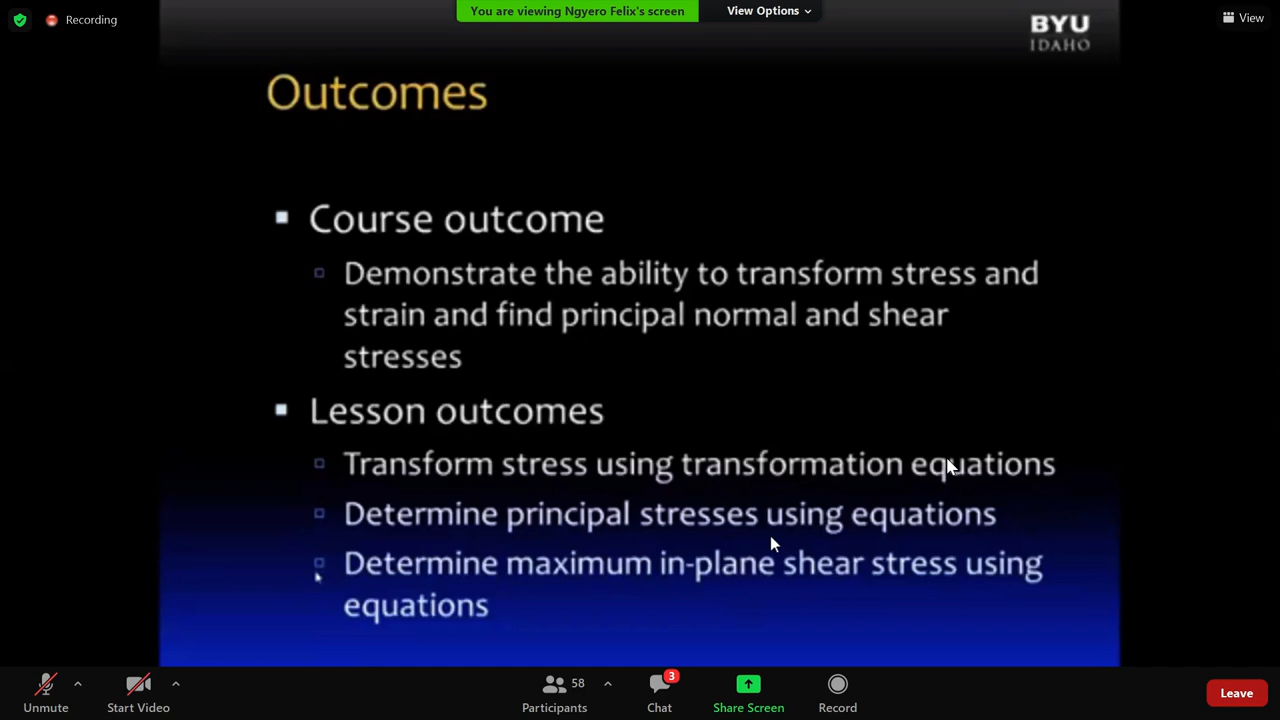 Recording
You are viewing Ngyero Felix's screen
View Options
View
BYU
IDAHO
Outcomes
Course outcome
Demonstrate the ability to transform stress and
strain and find principal normal and shear
stresses
Lesson outcomes
Transform stress using transformation equations
Determine principal stresses using equations
Determine maximum in-plane shear stress using
equations
Unmute
Start Video
58
Participants
3
Chat
Share Screen
Record
Leave